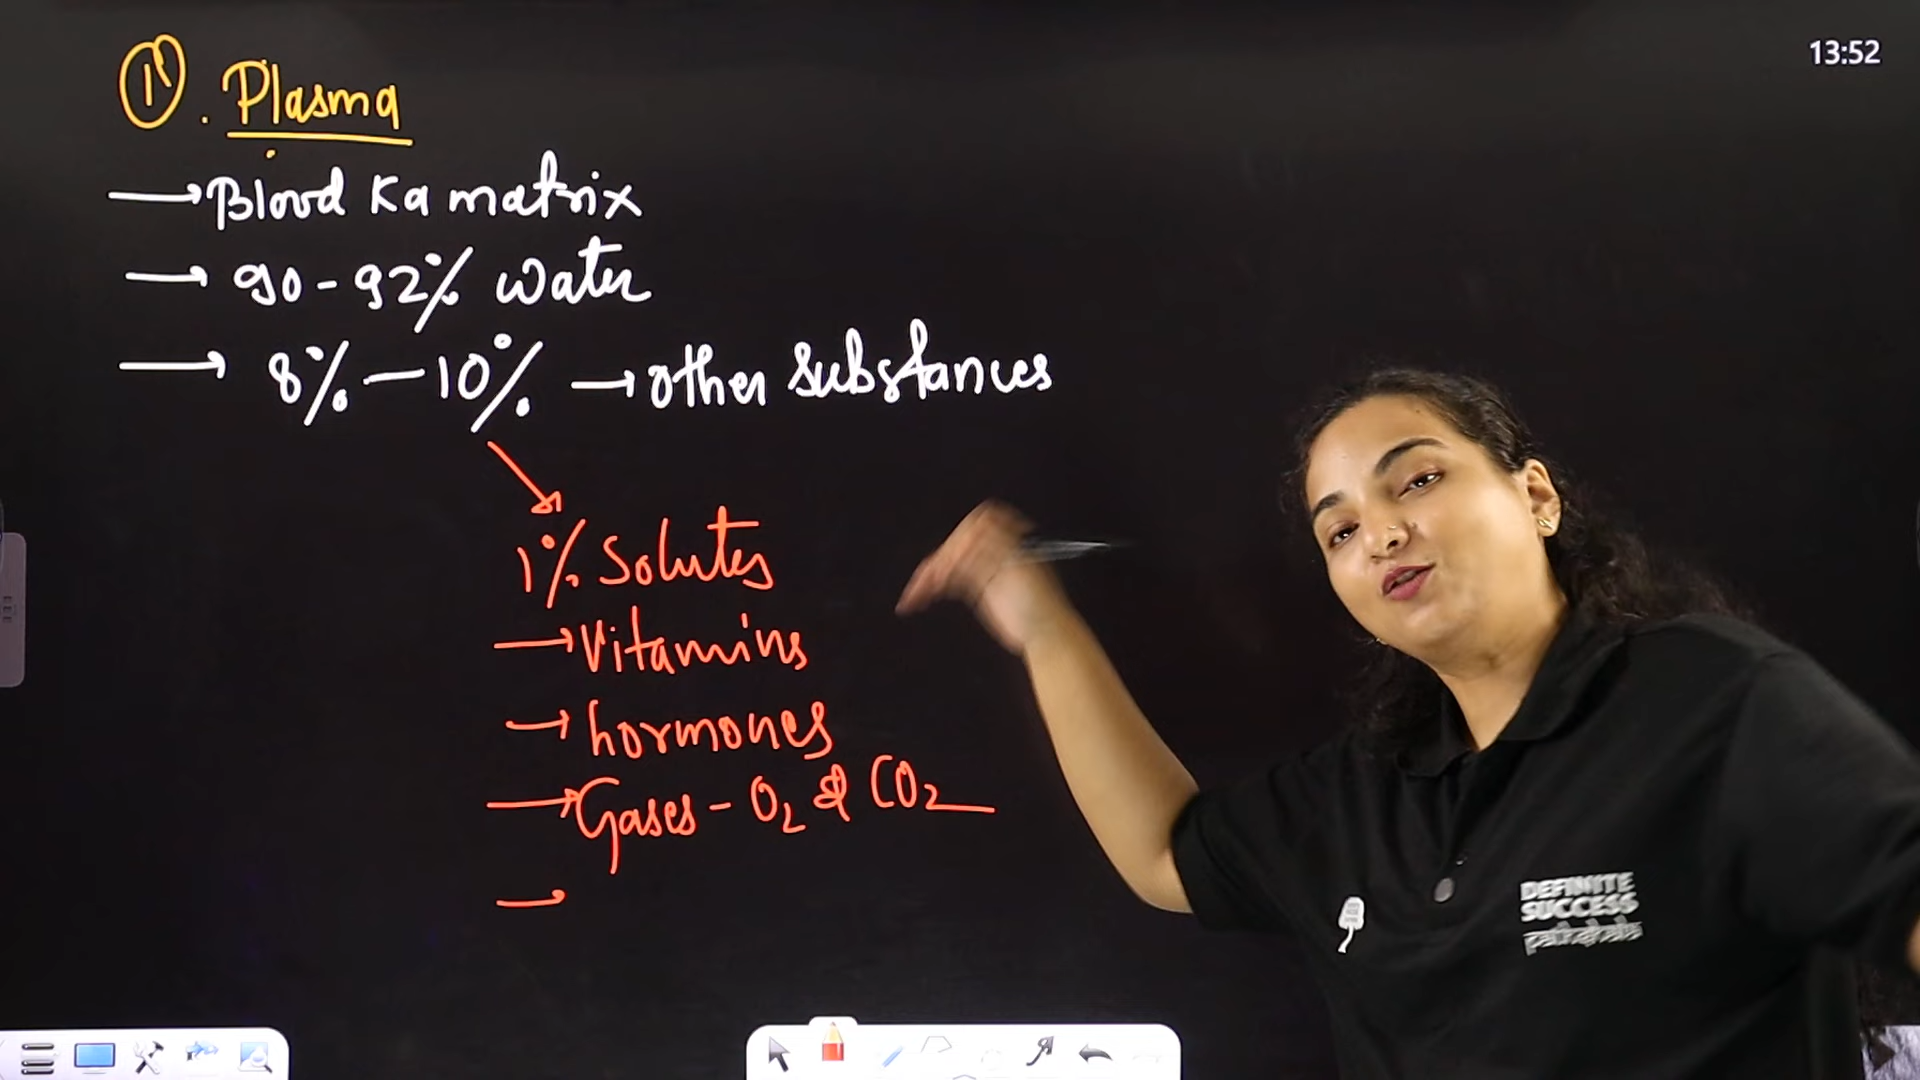 13:52
①. Plasma
→ Blood Ka matrix
→ 90-92% water
→ 8%-10% → other substances
1% Solutes
→ Vitamins
→ hormones
→ Gases - O₂ & CO₂
→
DEFINITE
SUCCESS
pathshala